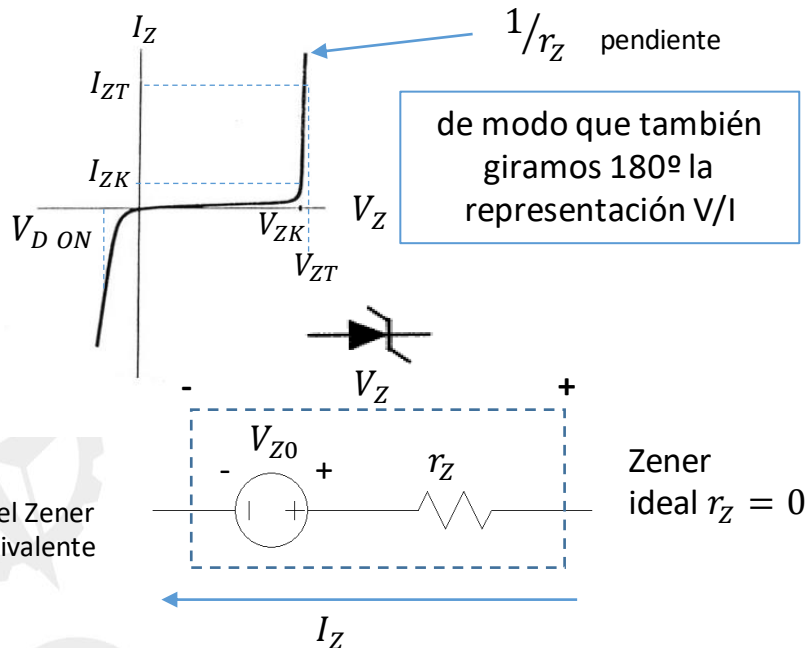 I_Z
1/r_Z pendiente
I_ZT
de modo que también
giramos 180º la
representación V/I
I_ZK
V_D ON
V_ZK
V_Z
V_ZT
- V_Z +
V_Z0
- +
r_Z
Zener
ideal r_Z = 0
el Zener
ivalente
I_Z